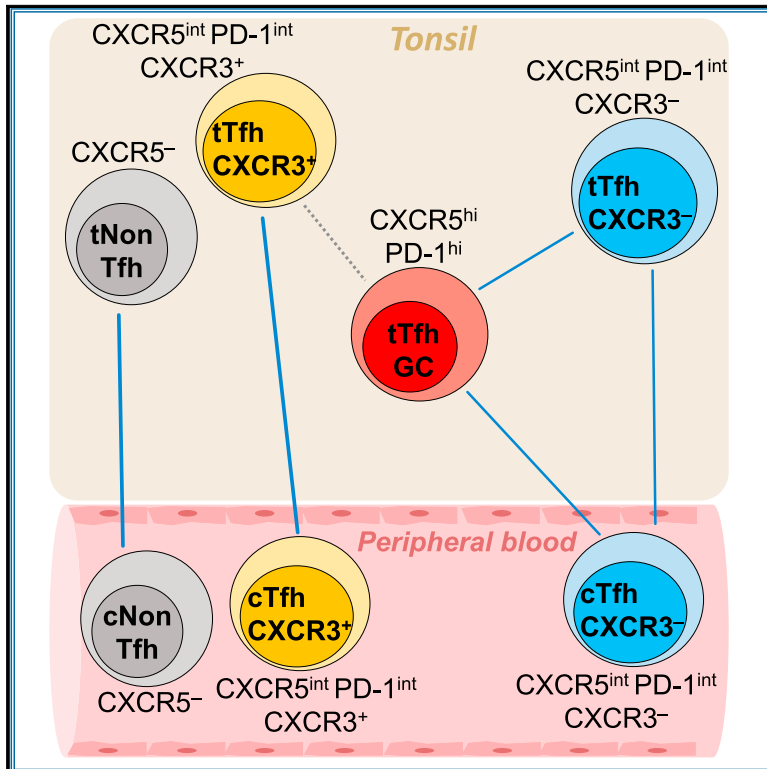 Tonsil
CXCR5ⁱⁿᵗ PD-1ⁱⁿᵗ
CXCR3⁺
tTfh
CXCR3⁺
CXCR5ⁱⁿᵗ PD-1ⁱⁿᵗ
CXCR3⁻
tTfh
CXCR3⁻
CXCR5⁻
tNon
Tfh
CXCR5ʰⁱ
PD-1ʰⁱ
tTfh
GC
Peripheral blood
cNon
Tfh
CXCR5⁻
cTfh
CXCR3⁺
CXCR5ⁱⁿᵗ PD-1ⁱⁿᵗ
CXCR3⁺
cTfh
CXCR3⁻
CXCR5ⁱⁿᵗ PD-1ⁱⁿᵗ
CXCR3⁻